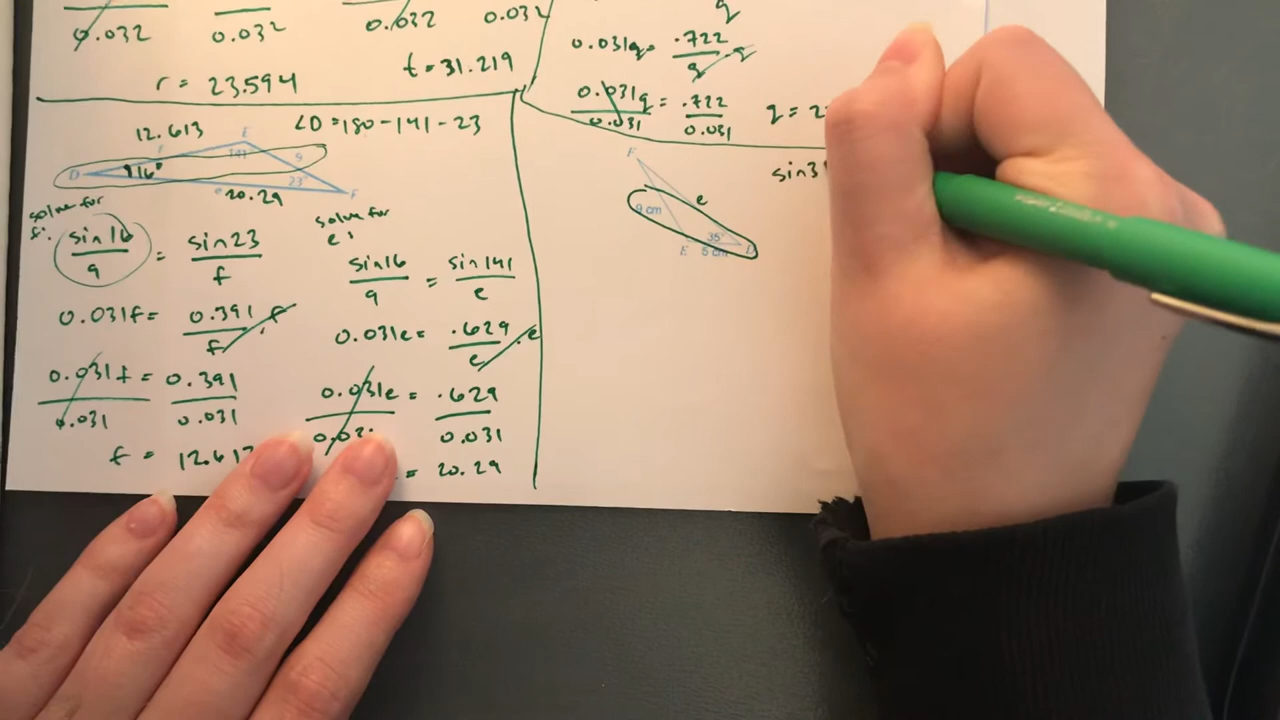 0.032 0.032 0.032 0.032
r = 23.594 t = 31.219
q
0.031q = .722
q q
0.031q = .722 q = 2
0.031 0.031
12.613 ∠D = 180 - 141 - 23
E
f 141 9
D 16° 23
e 20.29 F
solve for f: solve for e:
sin16 = sin23
9 f
sin16 = sin141
9 e
0.031f = 0.391 · f
f
0.031e = .629 · e
e
0.031f = 0.391
0.031 0.031
0.031e = .629
0.031
f = 12.61
= 20.29
sin3
F
e
9 cm
35°
E 5 cm D